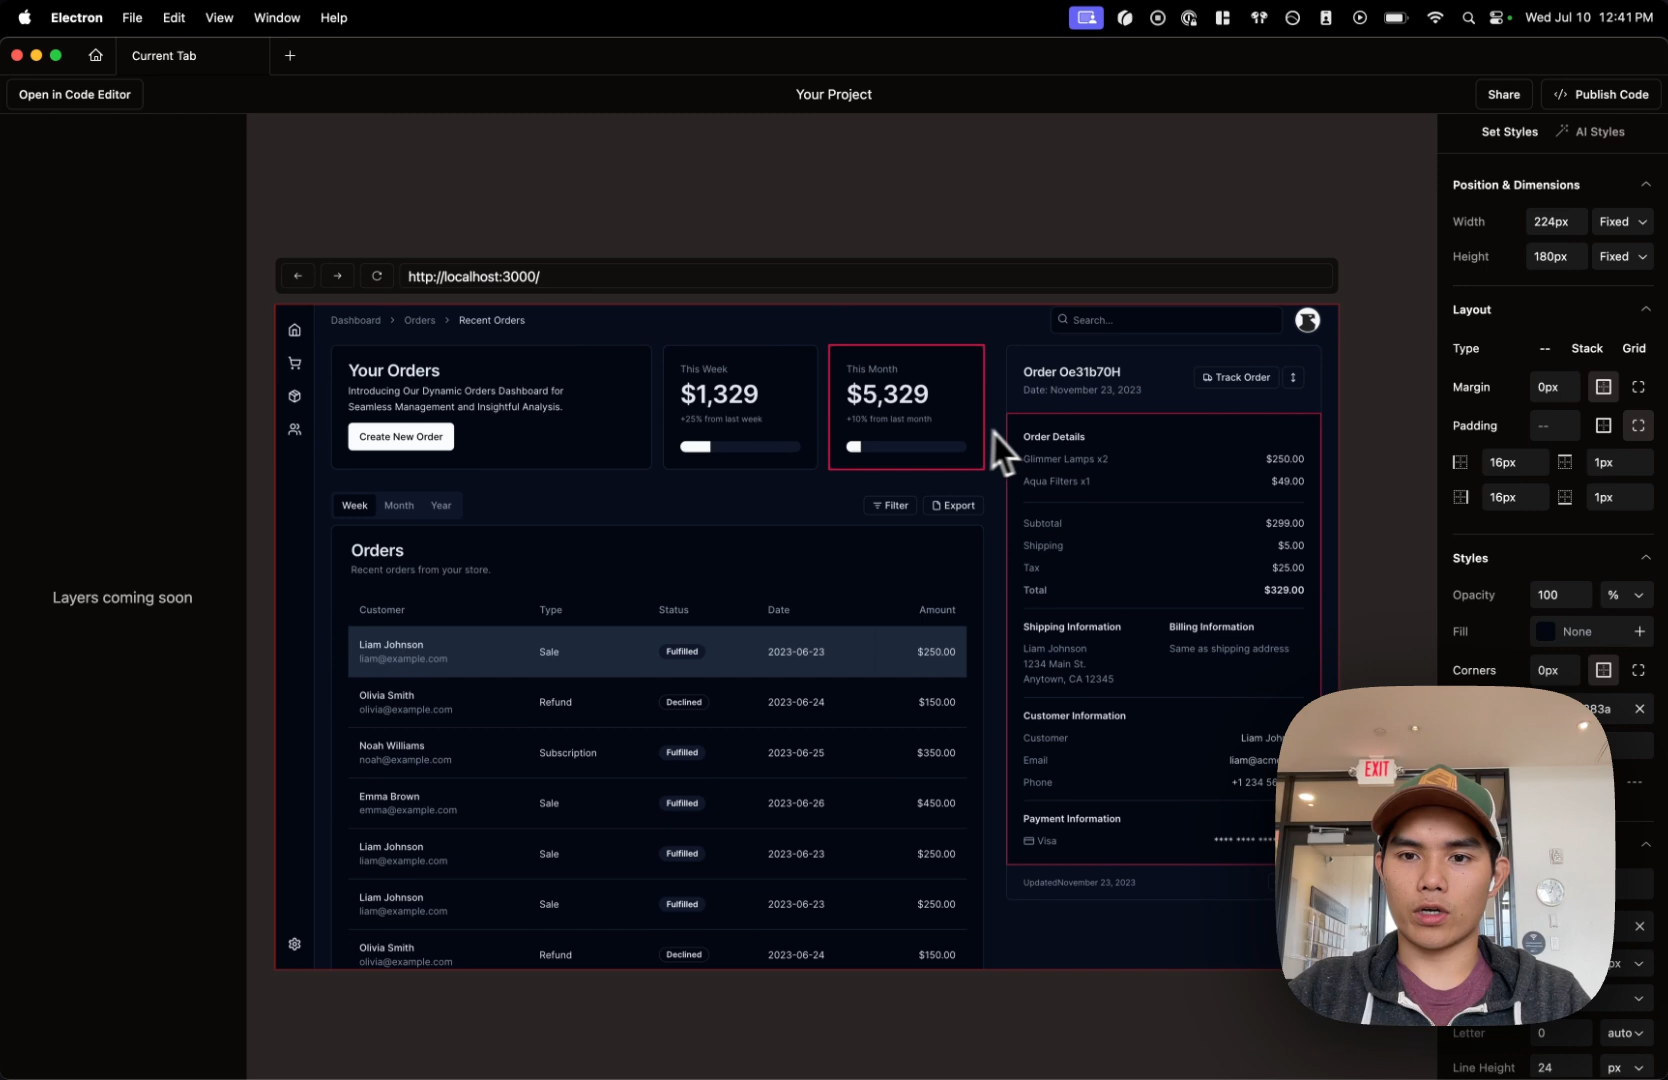 Electron File Edit View Window Help
Wed Jul 10 12:41 PM
Current Tab
Open in Code Editor
Your Project
Share
Publish Code
Layers coming soon
http://localhost:3000/
Dashboard > Orders > Recent Orders
Search...
Your Orders
Introducing Our Dynamic Orders Dashboard for
Seamless Management and Insightful Analysis.
Create New Order
This Week
$1,329
+25% from last week
This Month
$5,329
+10% from last month
Week Month Year
Filter
Export
Orders
Recent orders from your store.
Customer Type Status Date Amount
Liam Johnson
liam@example.com
Sale Fulfilled 2023-06-23 $250.00
Olivia Smith
olivia@example.com
Refund Declined 2023-06-24 $150.00
Noah Williams
noah@example.com
Subscription Fulfilled 2023-06-25 $350.00
Emma Brown
emma@example.com
Sale Fulfilled 2023-06-26 $450.00
Liam Johnson
liam@example.com
Sale Fulfilled 2023-06-23 $250.00
Liam Johnson
liam@example.com
Sale Fulfilled 2023-06-23 $250.00
Olivia Smith
olivia@example.com
Refund Declined 2023-06-24 $150.00
Order Oe31b70H
Date: November 23, 2023
Track Order
Order Details
Glimmer Lamps x2 $250.00
Aqua Filters x1 $49.00
Subtotal $299.00
Shipping $5.00
Tax $25.00
Total $329.00
Shipping Information
Liam Johnson
1234 Main St.
Anytown, CA 12345
Billing Information
Same as shipping address
Customer Information
Customer Liam
Email
Phone +1 234
Payment Information
Visa **** ****
UpdatedNovember 23, 2023
Set Styles AI Styles
Position & Dimensions
Width 224px Fixed
Height 180px Fixed
Layout
Type -- Stack Grid
Margin 0px
Padding --
16px 1px
16px 1px
Styles
Opacity 100 %
Fill None
Corners 0px
83a
px
Letter 0 auto
Line Height 24 px
EXIT